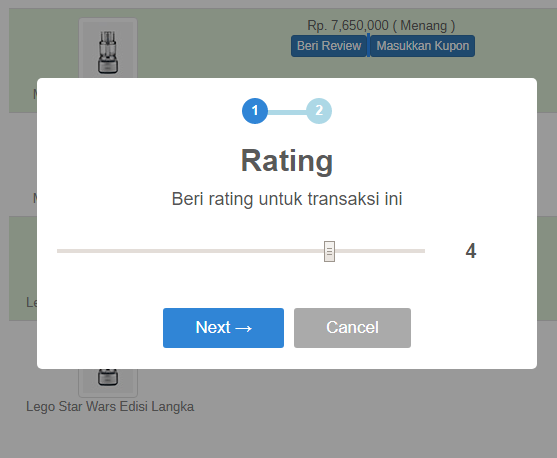 Rp. 7,650,000 ( Menang )
Beri Review
Masukkan Kupon
1
2
Rating
Beri rating untuk transaksi ini
4
Next →
Cancel
Lego Star Wars Edisi Langka